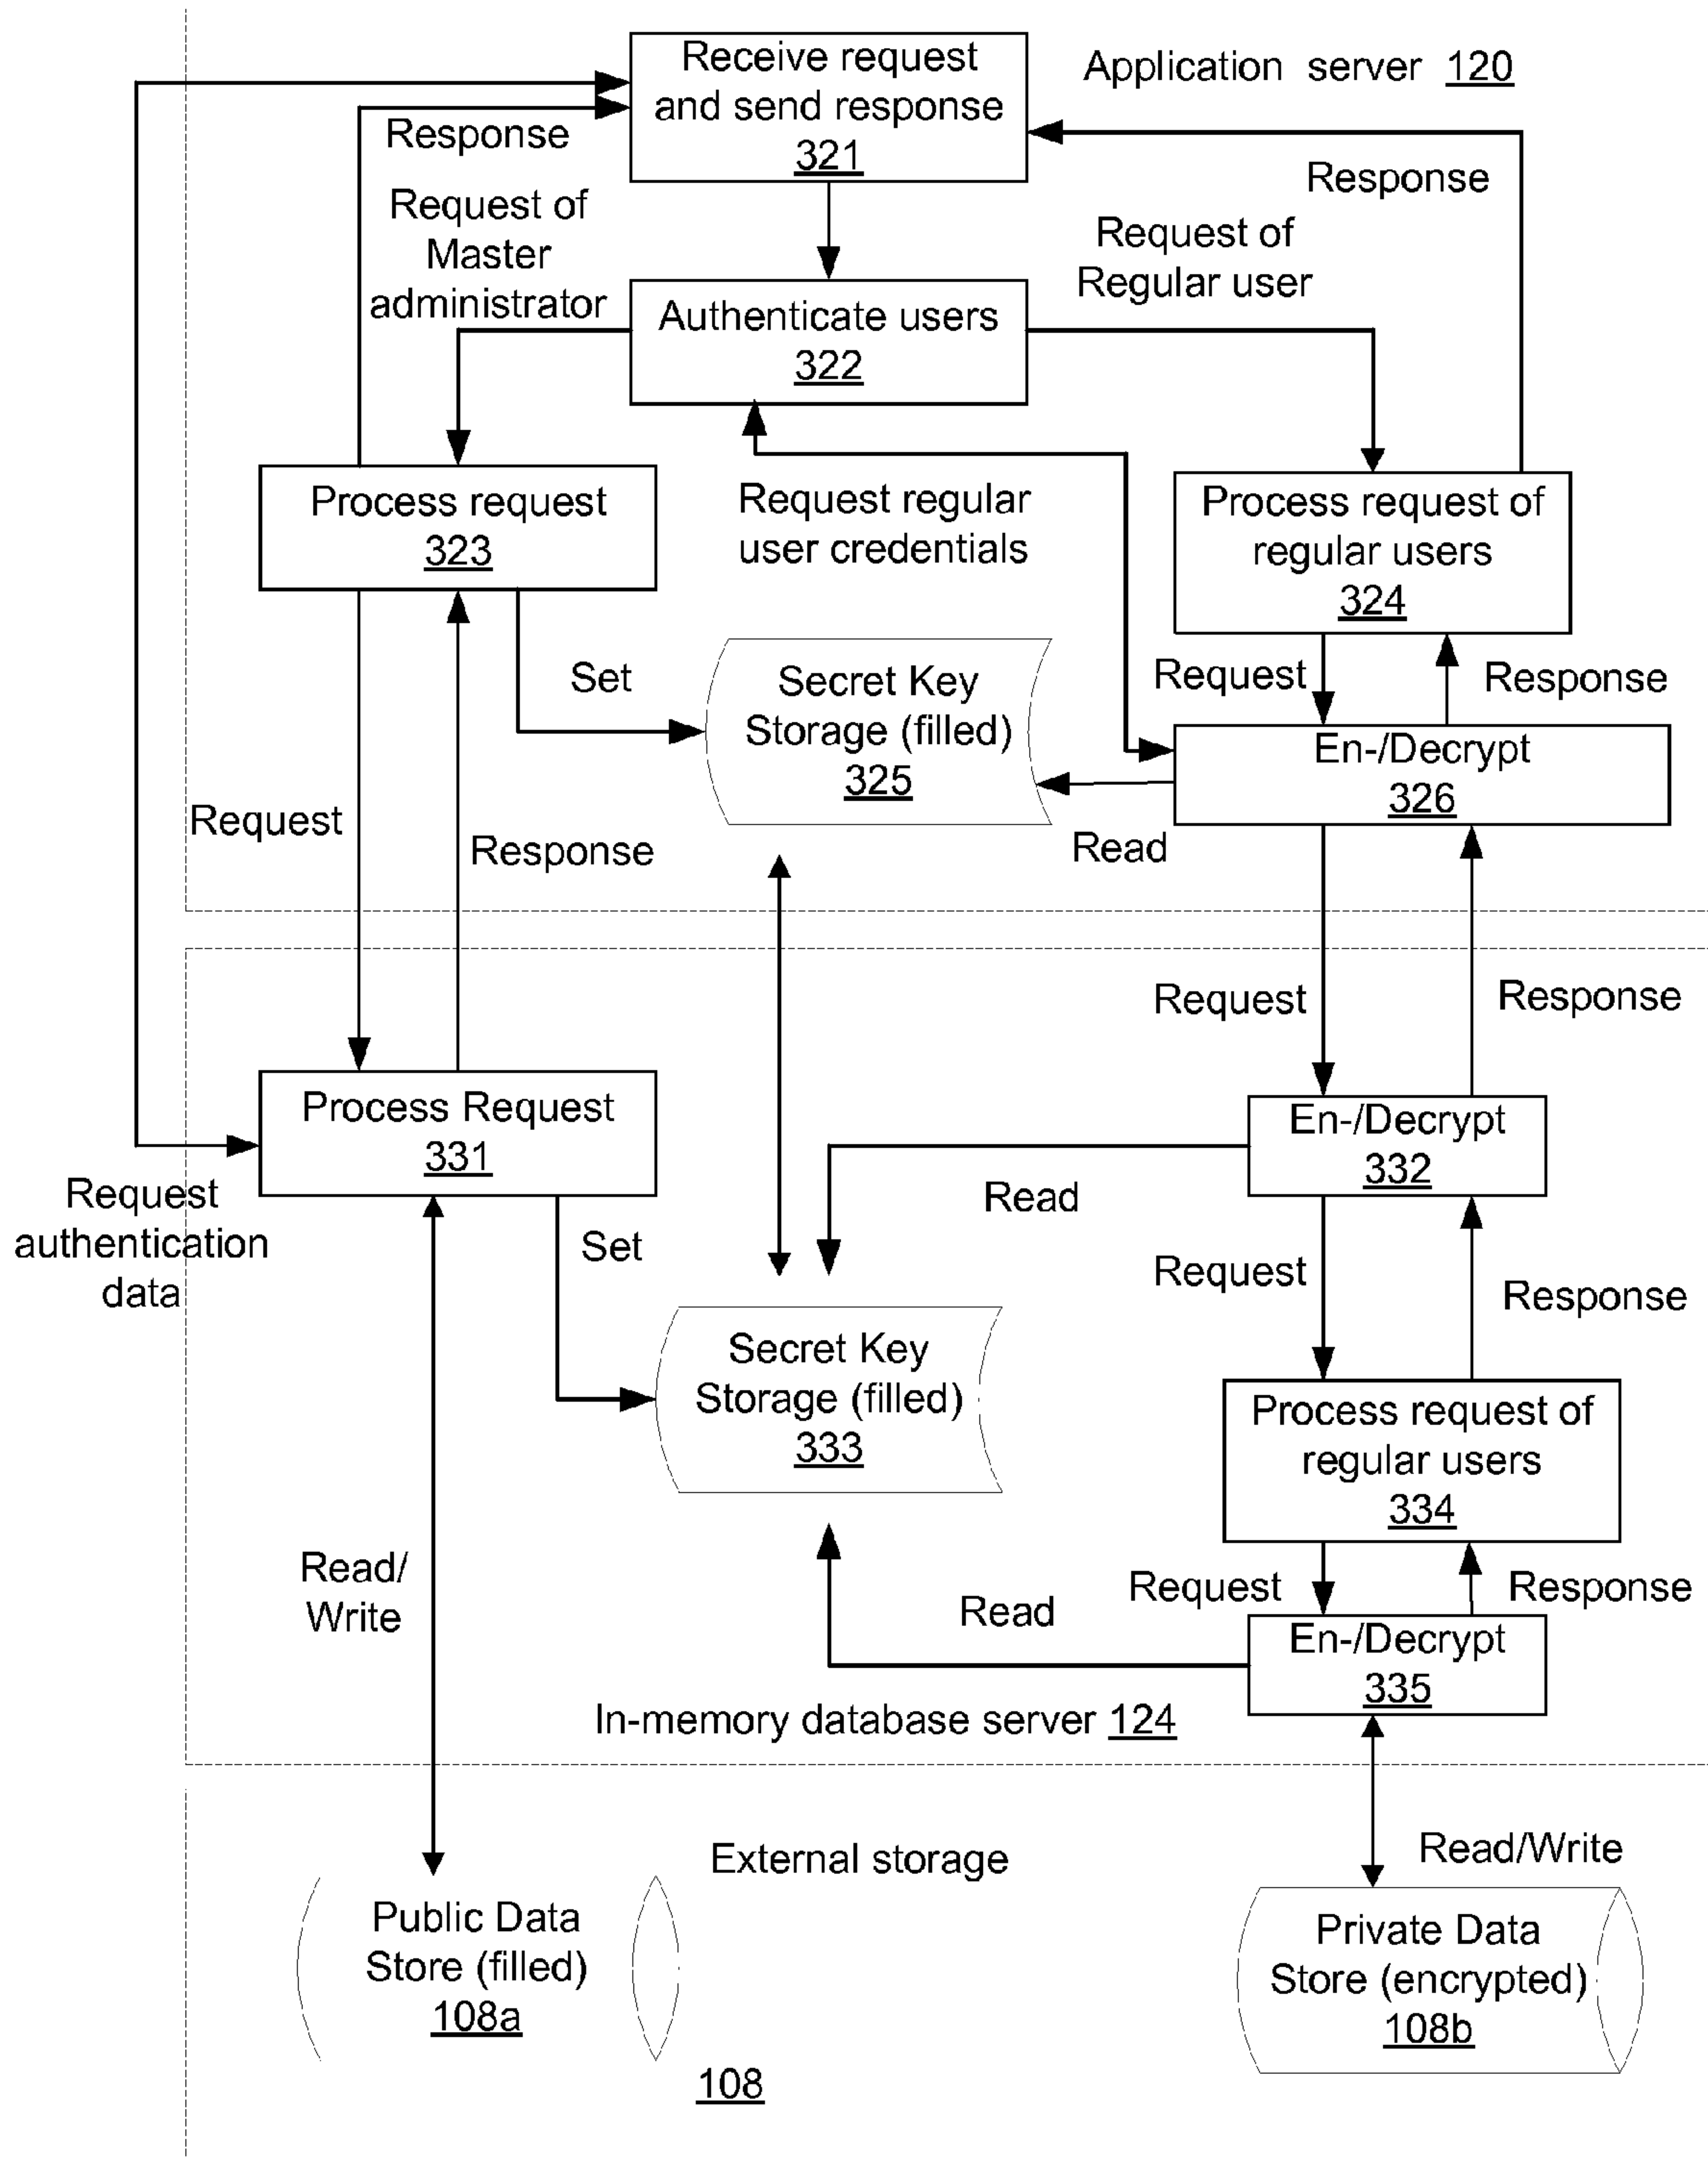 Receive request
and send response
321
Application server 120
Response
Response
Request of
Master
administrator
Request of
Regular user
Authenticate users
322
Process request
323
Request regular
user credentials
Process request of
regular users
324
Set
Secret Key
Storage (filled)
325
Request
Response
En-/Decrypt
326
Request
Response
Read
Request
Response
Process Request
331
En-/Decrypt
332
Request
authentication
data
Set
Read
Request
Response
Secret Key
Storage (filled)
333
Process request of
regular users
334
Read/
Write
Read
Request
Response
En-/Decrypt
335
In-memory database server 124
External storage
Read/Write
Public Data
Store (filled)
108a
Private Data
Store (encrypted)
108b
108